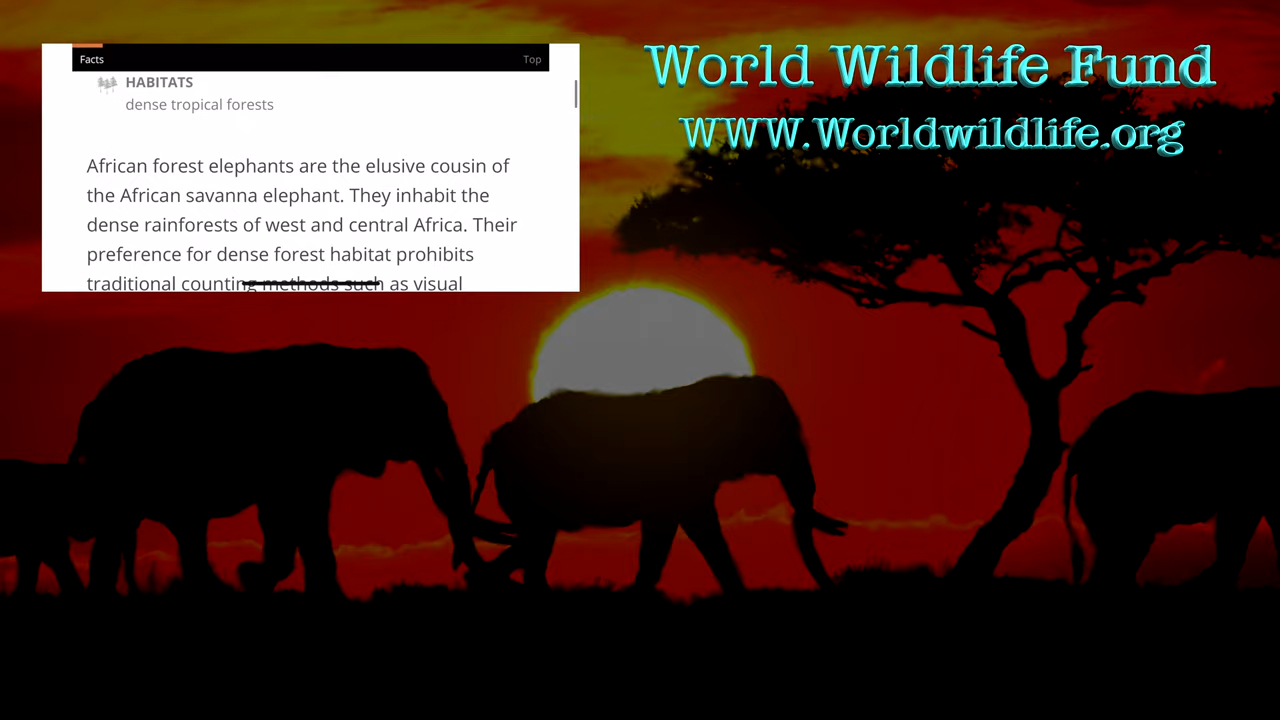 Facts
Top
HABITATS
dense tropical forests
African forest elephants are the elusive cousin of
the African savanna elephant. They inhabit the
dense rainforests of west and central Africa. Their
preference for dense forest habitat prohibits
traditional counting methods such as visual
World Wildlife Fund
WWW.Worldwildlife.org